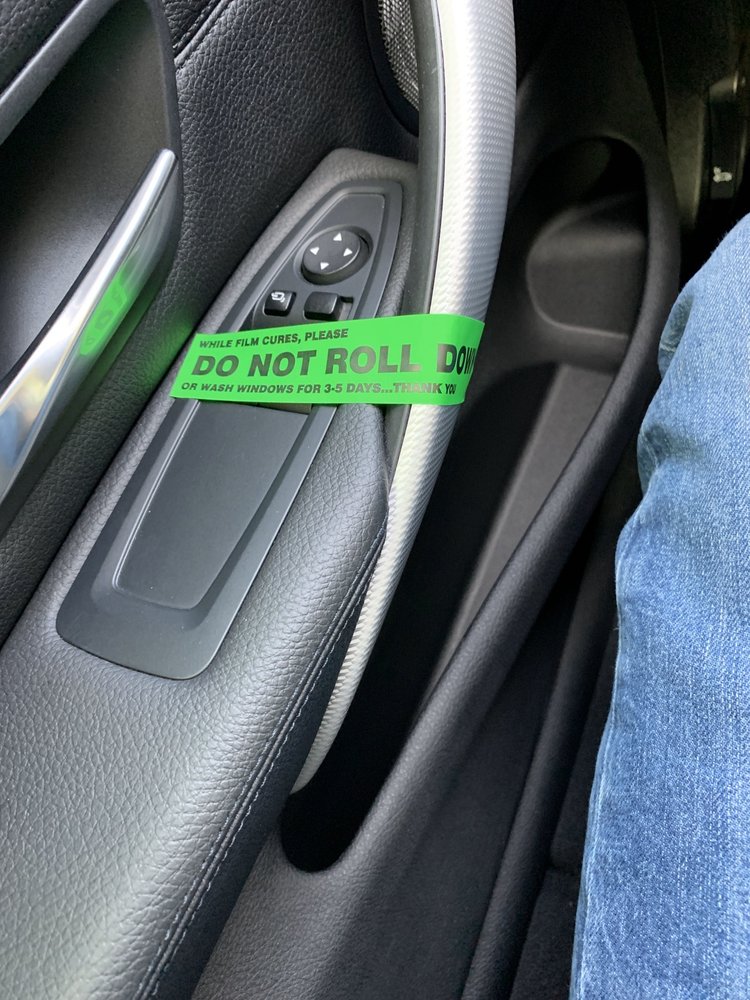 WHILE FILM CURES, PLEASE
DO NOT ROLL DOW
OR WASH WINDOWS FOR 3-5 DAYS...THANK YOU